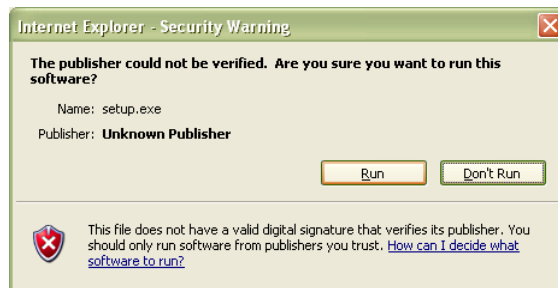 Internet Explorer - Security Warning
The publisher could not be verified. Are you sure you want to run this
software?
Name: setup.exe
Publisher: Unknown Publisher
Run Don't Run
This file does not have a valid digital signature that verifies its publisher. You
should only run software from publishers you trust. How can I decide what
software to run?